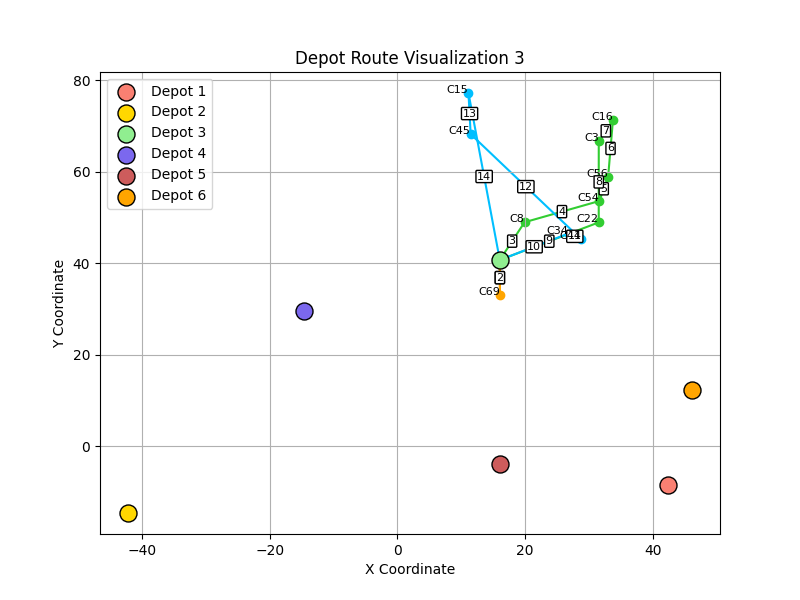 Depot Route Visualization 3
Depot 1
Depot 2
Depot 3
Depot 4
Depot 5
Depot 6
Y Coordinate
80
60
40
20
0
−40
−20
0
20
40
X Coordinate
C15
13
C45
14
12
C16
7
C3
6
C56
8
5
C54
4
C22
C8
3
C34
9
10
2
C69